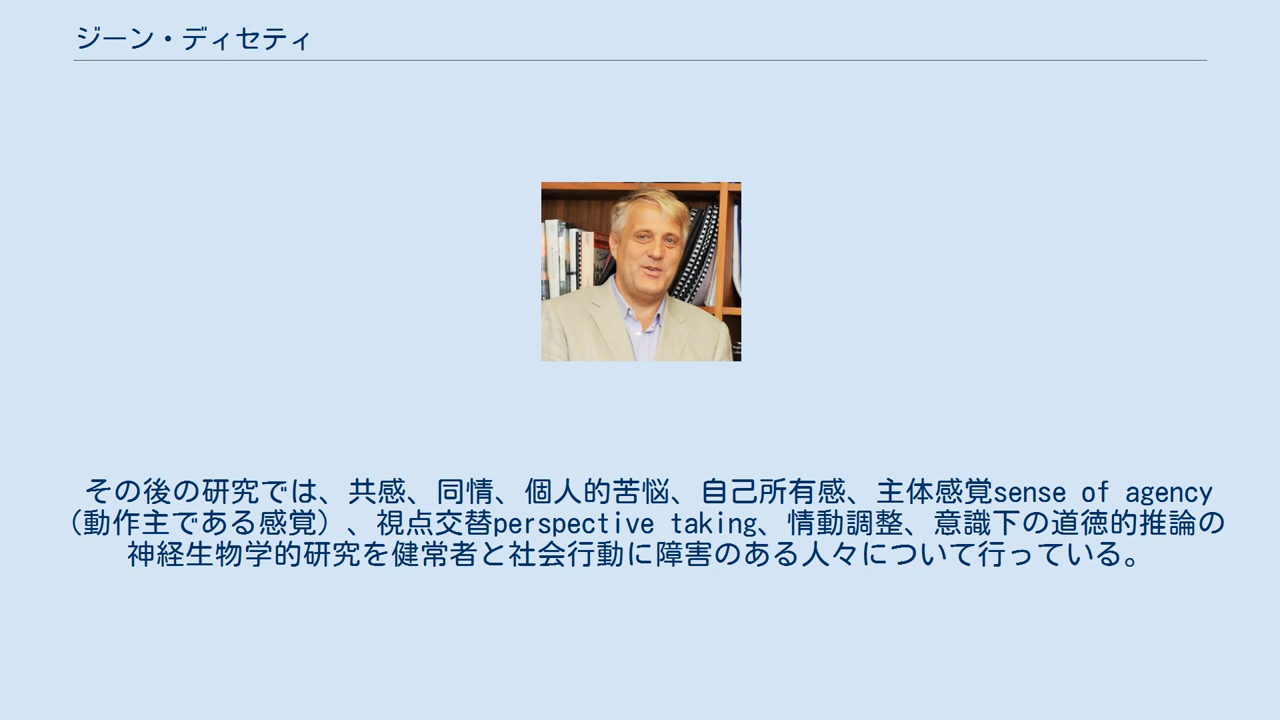 ジーン・ディセティ
その後の研究では、共感、同情、個人的苦悩、自己所有感、主体感覚sense of agency
（動作主である感覚）、視点交替perspective taking、情動調整、意識下の道徳的推論の
神経生物学的研究を健常者と社会行動に障害のある人々について行っている。